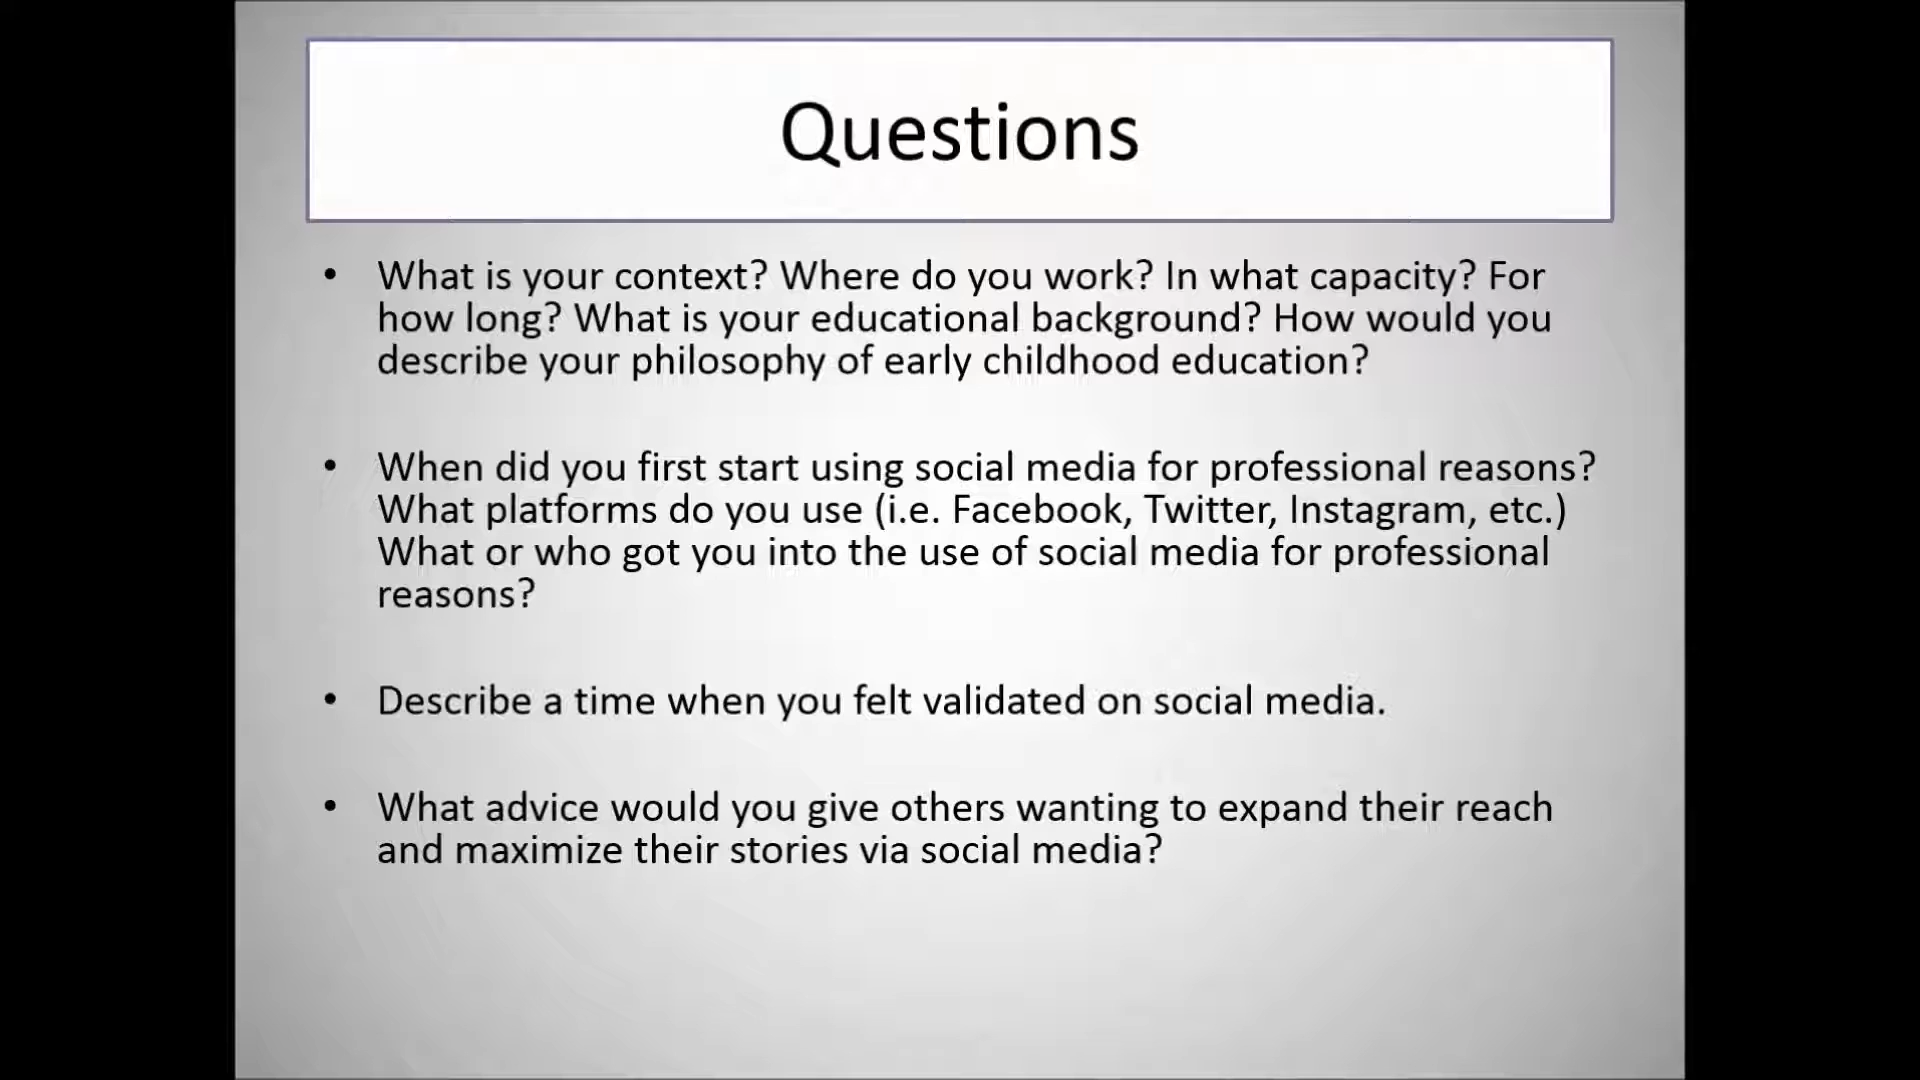 Questions
• What is your context? Where do you work? In what capacity? For
how long? What is your educational background? How would you
describe your philosophy of early childhood education?
• When did you first start using social media for professional reasons?
What platforms do you use (i.e. Facebook, Twitter, Instagram, etc.)
What or who got you into the use of social media for professional
reasons?
• Describe a time when you felt validated on social media.
• What advice would you give others wanting to expand their reach
and maximize their stories via social media?